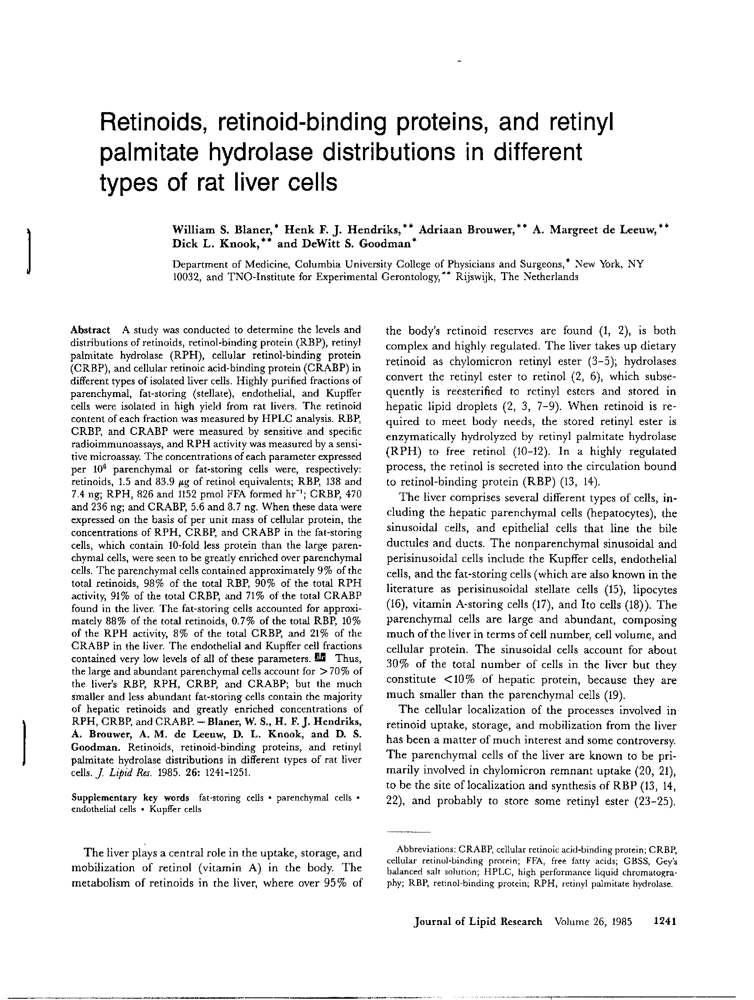 Retinoids, retinoid-binding proteins, and retinyl
palmitate hydrolase distributions in different
types of rat liver cells
William S. Blaner,* Henk F. J. Hendriks,** Adriaan Brouwer,** A. Margreet de Leeuw,**
Dick L. Knook,** and DeWitt S. Goodman*
Department of Medicine, Columbia University College of Physicians and Surgeons,* New York, NY
10032, and TNO-Institute for Experimental Gerontology,** Rijswijk, The Netherlands
Abstract A study was conducted to determine the levels and
distributions of retinoids, retinol-binding protein (RBP), retinyl
palmitate hydrolase (RPH), cellular retinol-binding protein
(CRBP), and cellular retinoic acid-binding protein (CRABP) in
different types of isolated liver cells. Highly purified fractions of
parenchymal, fat-storing (stellate), endothelial, and Kupffer
cells were isolated in high yield from rat livers. The retinoid
content of each fraction was measured by HPLC analysis. RBP,
CRBP, and CRABP were measured by sensitive and specific
radioimmunoassays, and RPH activity was measured by a sensi-
tive microassay. The concentrations of each parameter expressed
per 10⁶ parenchymal or fat-storing cells were, respectively:
retinoids, 1.5 and 83.9 μg of retinol equivalents; RBP, 138 and
7.4 ng; RPH, 826 and 1152 pmol FFA formed hr⁻¹; CRBP, 470
and 236 ng; and CRABP, 5.6 and 8.7 ng. When these data were
expressed on the basis of per unit mass of cellular protein, the
concentrations of RPH, CRBP, and CRABP in the fat-storing
cells, which contain 10-fold less protein than the large paren-
chymal cells, were seen to be greatly enriched over parenchymal
cells. The parenchymal cells contained approximately 9% of the
total retinoids, 98% of the total RBP, 90% of the total RPH
activity, 91% of the total CRBP, and 71% of the total CRABP
found in the liver. The fat-storing cells accounted for approxi-
mately 88% of the total retinoids, 0.7% of the total RBP, 10%
of the RPH activity, 8% of the total CRBP, and 21% of the
CRABP in the liver. The endothelial and Kupffer cell fractions
contained very low levels of all of these parameters. Thus,
the large and abundant parenchymal cells account for >70% of
the liver's RBP, RPH, CRBP, and CRABP; but the much
smaller and less abundant fat-storing cells contain the majority
of hepatic retinoids and greatly enriched concentrations of
RPH, CRBP, and CRABP. — Blaner, W. S., H. F. J. Hendriks,
A. Brouwer, A. M. de Leeuw, D. L. Knook, and D. S.
Goodman. Retinoids, retinoid-binding proteins, and retinyl
palmitate hydrolase distributions in different types of rat liver
cells. J. Lipid Res. 1985. 26: 1241-1251.
Supplementary key words fat-storing cells • parenchymal cells •
endothelial cells • Kupffer cells
The liver plays a central role in the uptake, storage, and
mobilization of retinol (vitamin A) in the body. The
metabolism of retinoids in the liver, where over 95% of
the body's retinoid reserves are found (1, 2), is both
complex and highly regulated. The liver takes up dietary
retinoid as chylomicron retinyl ester (3-5); hydrolases
convert the retinyl ester to retinol (2, 6), which subse-
quently is reesterified to retinyl esters and stored in
hepatic lipid droplets (2, 3, 7-9). When retinoid is re-
quired to meet body needs, the stored retinyl ester is
enzymatically hydrolyzed by retinyl palmitate hydrolase
(RPH) to free retinol (10-12). In a highly regulated
process, the retinol is secreted into the circulation bound
to retinol-binding protein (RBP) (13, 14).
The liver comprises several different types of cells, in-
cluding the hepatic parenchymal cells (hepatocytes), the
sinusoidal cells, and epithelial cells that line the bile
ductules and ducts. The nonparenchymal sinusoidal and
perisinusoidal cells include the Kupffer cells, endothelial
cells, and the fat-storing cells (which are also known in the
literature as perisinusoidal stellate cells (15), lipocytes
(16), vitamin A-storing cells (17), and Ito cells (18)). The
parenchymal cells are large and abundant, composing
much of the liver in terms of cell number, cell volume, and
cellular protein. The sinusoidal cells account for about
30% of the total number of cells in the liver but they
constitute <10% of hepatic protein, because they are
much smaller than the parenchymal cells (19).
The cellular localization of the processes involved in
retinoid uptake, storage, and mobilization from the liver
has been a matter of much interest and some controversy.
The parenchymal cells of the liver are known to be pri-
marily involved in chylomicron remnant uptake (20, 21),
to be the site of localization and synthesis of RBP (13, 14,
22), and probably to store some retinyl ester (23-25).
Abbreviations: CRABP, cellular retinoic acid-binding protein; CRBP,
cellular retinol-binding protein; FFA, free fatty acids; GBSS, Gey's
balanced salt solution; HPLC, high performance liquid chromatogra-
phy; RBP, retinol-binding protein; RPH, retinyl palmitate hydrolase.
Journal of Lipid Research Volume 26, 1985 1241